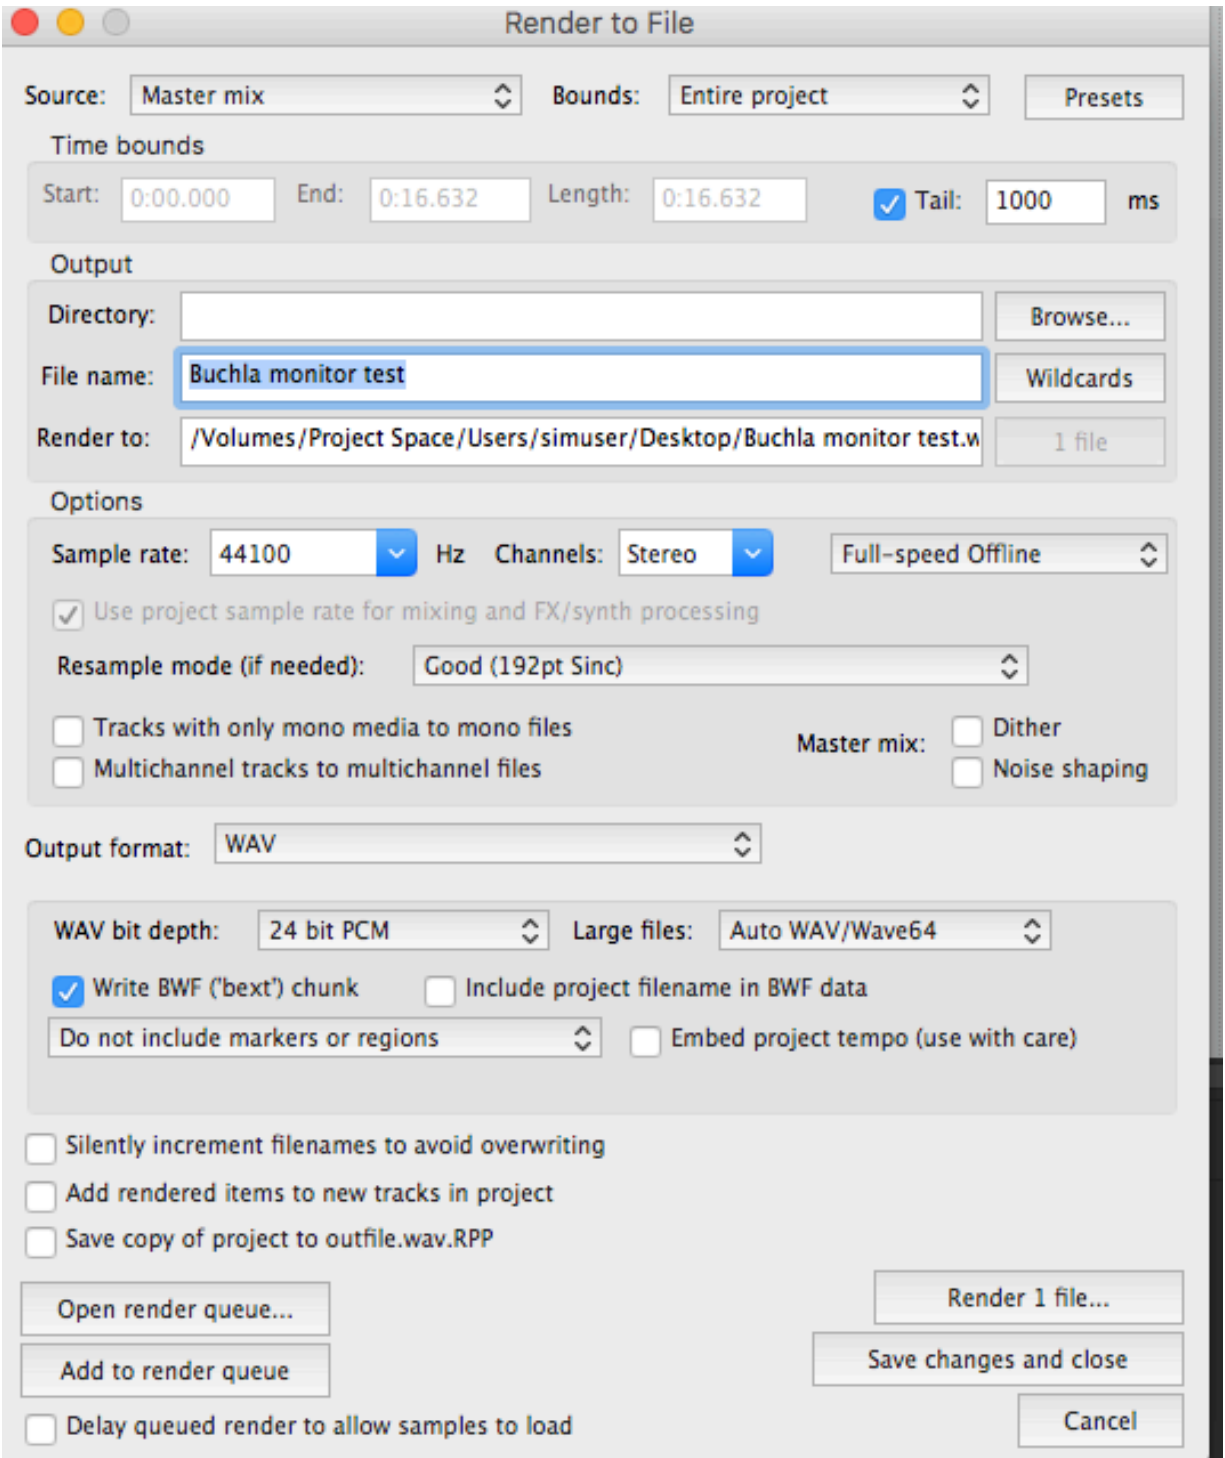 Render to File
Source: Master mix Bounds: Entire project Presets
Time bounds
Start: 0:00.000 End: 0:16.632 Length: 0:16.632 Tail: 1000 ms
Output
Directory: Browse...
File name: Buchla monitor test Wildcards
Render to: /Volumes/Project Space/Users/simuser/Desktop/Buchla monitor test.w 1 file
Options
Sample rate: 44100 Hz Channels: Stereo Full-speed Offline
Use project sample rate for mixing and FX/synth processing
Resample mode (if needed): Good (192pt Sinc)
Tracks with only mono media to mono files
Master mix: Dither
Multichannel tracks to multichannel files Noise shaping
Output format: WAV
WAV bit depth: 24 bit PCM Large files: Auto WAV/Wave64
Write BWF ('bext') chunk Include project filename in BWF data
Do not include markers or regions Embed project tempo (use with care)
Silently increment filenames to avoid overwriting
Add rendered items to new tracks in project
Save copy of project to outfile.wav.RPP
Open render queue... Render 1 file...
Add to render queue Save changes and close
Delay queued render to allow samples to load Cancel